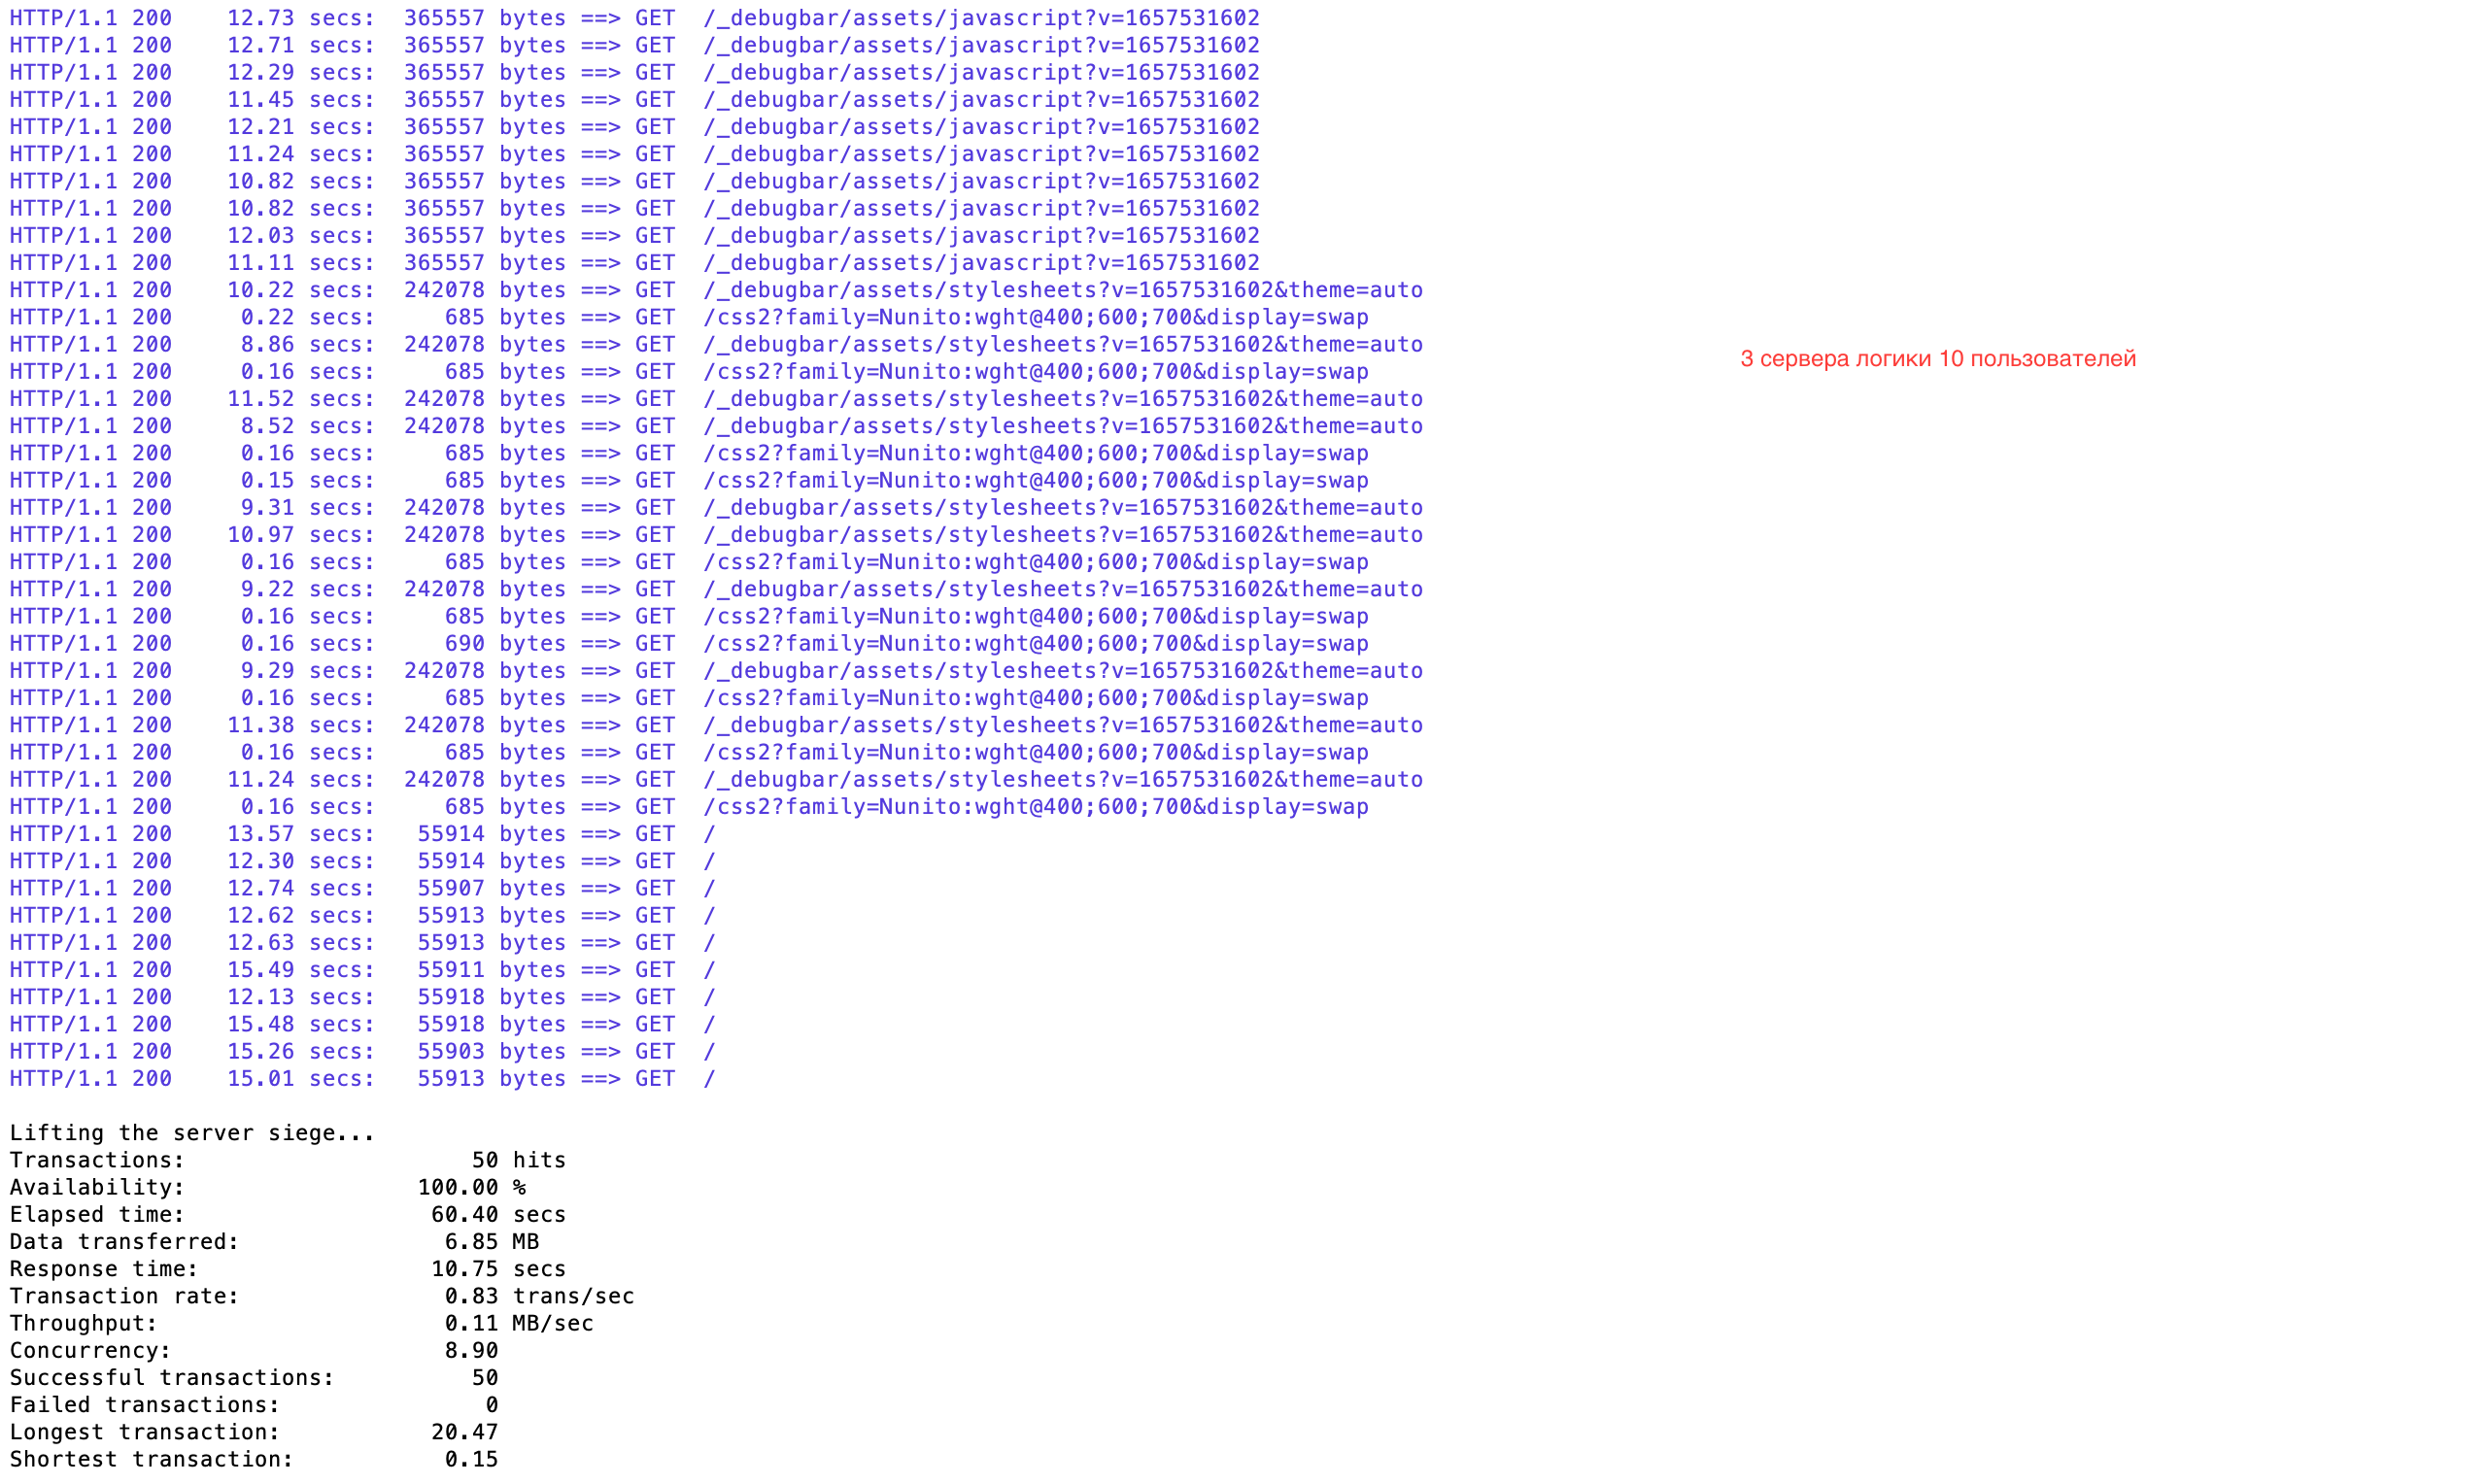 HTTP/1.1 200    12.73 secs:  365557 bytes ==> GET  /_debugbar/assets/javascript?v=1657531602
HTTP/1.1 200    12.71 secs:  365557 bytes ==> GET  /_debugbar/assets/javascript?v=1657531602
HTTP/1.1 200    12.29 secs:  365557 bytes ==> GET  /_debugbar/assets/javascript?v=1657531602
HTTP/1.1 200    11.45 secs:  365557 bytes ==> GET  /_debugbar/assets/javascript?v=1657531602
HTTP/1.1 200    12.21 secs:  365557 bytes ==> GET  /_debugbar/assets/javascript?v=1657531602
HTTP/1.1 200    11.24 secs:  365557 bytes ==> GET  /_debugbar/assets/javascript?v=1657531602
HTTP/1.1 200    10.82 secs:  365557 bytes ==> GET  /_debugbar/assets/javascript?v=1657531602
HTTP/1.1 200    10.82 secs:  365557 bytes ==> GET  /_debugbar/assets/javascript?v=1657531602
HTTP/1.1 200    12.03 secs:  365557 bytes ==> GET  /_debugbar/assets/javascript?v=1657531602
HTTP/1.1 200    11.11 secs:  365557 bytes ==> GET  /_debugbar/assets/javascript?v=1657531602
HTTP/1.1 200    10.22 secs:  242078 bytes ==> GET  /_debugbar/assets/stylesheets?v=1657531602&theme=auto
HTTP/1.1 200     0.22 secs:     685 bytes ==> GET  /css2?family=Nunito:wght@400;600;700&display=swap
HTTP/1.1 200     8.86 secs:  242078 bytes ==> GET  /_debugbar/assets/stylesheets?v=1657531602&theme=auto
3 сервера логики 10 пользователей
HTTP/1.1 200     0.16 secs:     685 bytes ==> GET  /css2?family=Nunito:wght@400;600;700&display=swap
HTTP/1.1 200    11.52 secs:  242078 bytes ==> GET  /_debugbar/assets/stylesheets?v=1657531602&theme=auto
HTTP/1.1 200     8.52 secs:  242078 bytes ==> GET  /_debugbar/assets/stylesheets?v=1657531602&theme=auto
HTTP/1.1 200     0.16 secs:     685 bytes ==> GET  /css2?family=Nunito:wght@400;600;700&display=swap
HTTP/1.1 200     0.15 secs:     685 bytes ==> GET  /css2?family=Nunito:wght@400;600;700&display=swap
HTTP/1.1 200     9.31 secs:  242078 bytes ==> GET  /_debugbar/assets/stylesheets?v=1657531602&theme=auto
HTTP/1.1 200    10.97 secs:  242078 bytes ==> GET  /_debugbar/assets/stylesheets?v=1657531602&theme=auto
HTTP/1.1 200     0.16 secs:     685 bytes ==> GET  /css2?family=Nunito:wght@400;600;700&display=swap
HTTP/1.1 200     9.22 secs:  242078 bytes ==> GET  /_debugbar/assets/stylesheets?v=1657531602&theme=auto
HTTP/1.1 200     0.16 secs:     685 bytes ==> GET  /css2?family=Nunito:wght@400;600;700&display=swap
HTTP/1.1 200     0.16 secs:     690 bytes ==> GET  /css2?family=Nunito:wght@400;600;700&display=swap
HTTP/1.1 200     9.29 secs:  242078 bytes ==> GET  /_debugbar/assets/stylesheets?v=1657531602&theme=auto
HTTP/1.1 200     0.16 secs:     685 bytes ==> GET  /css2?family=Nunito:wght@400;600;700&display=swap
HTTP/1.1 200    11.38 secs:  242078 bytes ==> GET  /_debugbar/assets/stylesheets?v=1657531602&theme=auto
HTTP/1.1 200     0.16 secs:     685 bytes ==> GET  /css2?family=Nunito:wght@400;600;700&display=swap
HTTP/1.1 200    11.24 secs:  242078 bytes ==> GET  /_debugbar/assets/stylesheets?v=1657531602&theme=auto
HTTP/1.1 200     0.16 secs:     685 bytes ==> GET  /css2?family=Nunito:wght@400;600;700&display=swap
HTTP/1.1 200    13.57 secs:   55914 bytes ==> GET  /
HTTP/1.1 200    12.30 secs:   55914 bytes ==> GET  /
HTTP/1.1 200    12.74 secs:   55907 bytes ==> GET  /
HTTP/1.1 200    12.62 secs:   55913 bytes ==> GET  /
HTTP/1.1 200    12.63 secs:   55913 bytes ==> GET  /
HTTP/1.1 200    15.49 secs:   55911 bytes ==> GET  /
HTTP/1.1 200    12.13 secs:   55918 bytes ==> GET  /
HTTP/1.1 200    15.48 secs:   55918 bytes ==> GET  /
HTTP/1.1 200    15.26 secs:   55903 bytes ==> GET  /
HTTP/1.1 200    15.01 secs:   55913 bytes ==> GET  /
Lifting the server siege...
Transactions: 50 hits
Availability: 100.00 %
Elapsed time: 60.40 secs
Data transferred: 6.85 MB
Response time: 10.75 secs
Transaction rate: 0.83 trans/sec
Throughput: 0.11 MB/sec
Concurrency: 8.90
Successful transactions: 50
Failed transactions: 0
Longest transaction: 20.47
Shortest transaction: 0.15